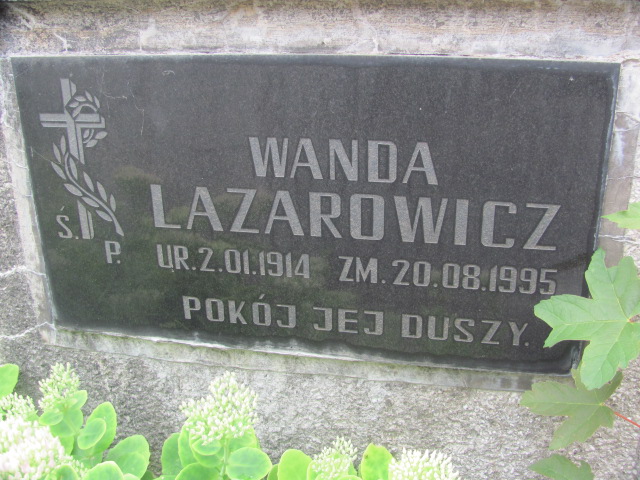 Ś. P.
WANDA
LAZAROWICZ
UR. 2.01.1914 ZM. 20.08.1995
POKÓJ JEJ DUSZY.